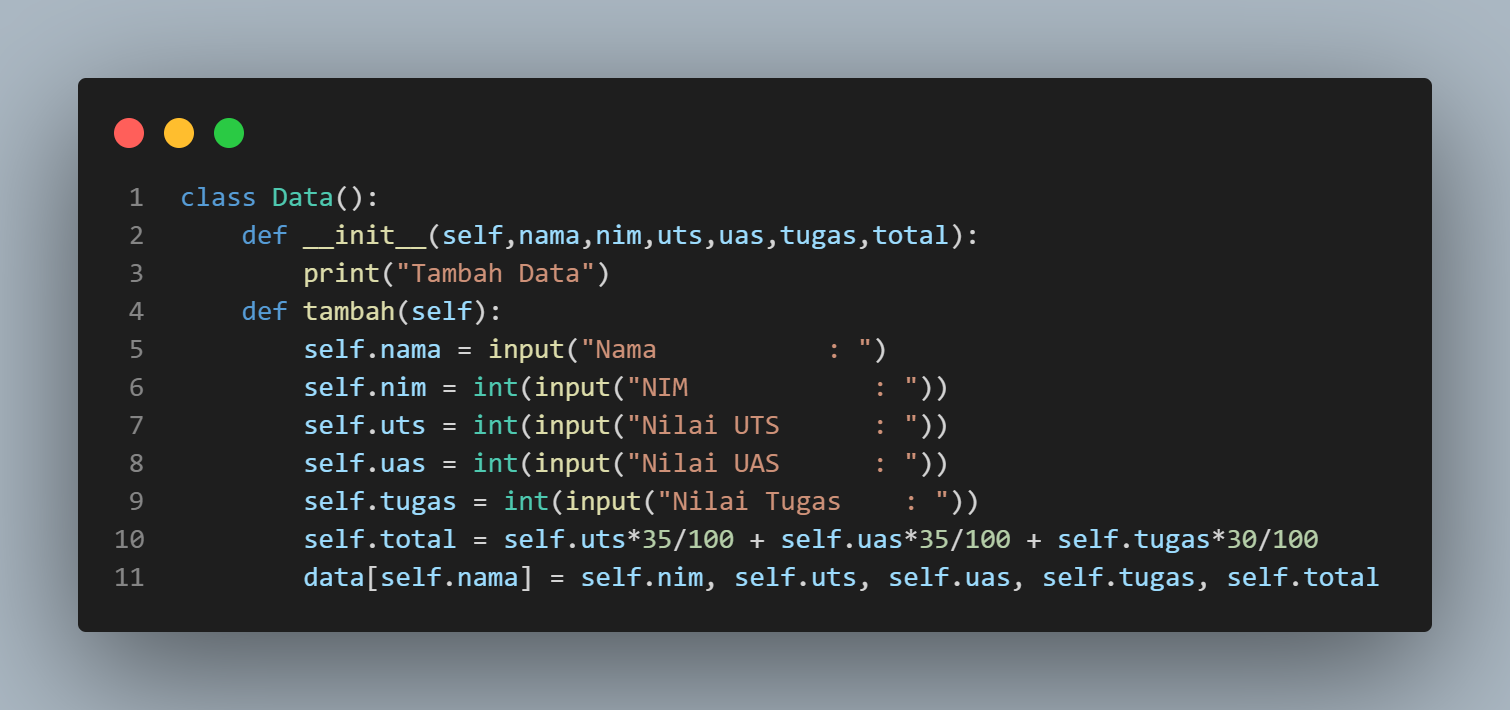 1 class Data():
2     def __init__(self,nama,nim,uts,uas,tugas,total):
3         print("Tambah Data")
4     def tambah(self):
5         self.nama = input("Nama           : ")
6         self.nim = int(input("NIM            : "))
7         self.uts = int(input("Nilai UTS      : "))
8         self.uas = int(input("Nilai UAS      : "))
9         self.tugas = int(input("Nilai Tugas    : "))
10         self.total = self.uts*35/100 + self.uas*35/100 + self.tugas*30/100
11         data[self.nama] = self.nim, self.uts, self.uas, self.tugas, self.total